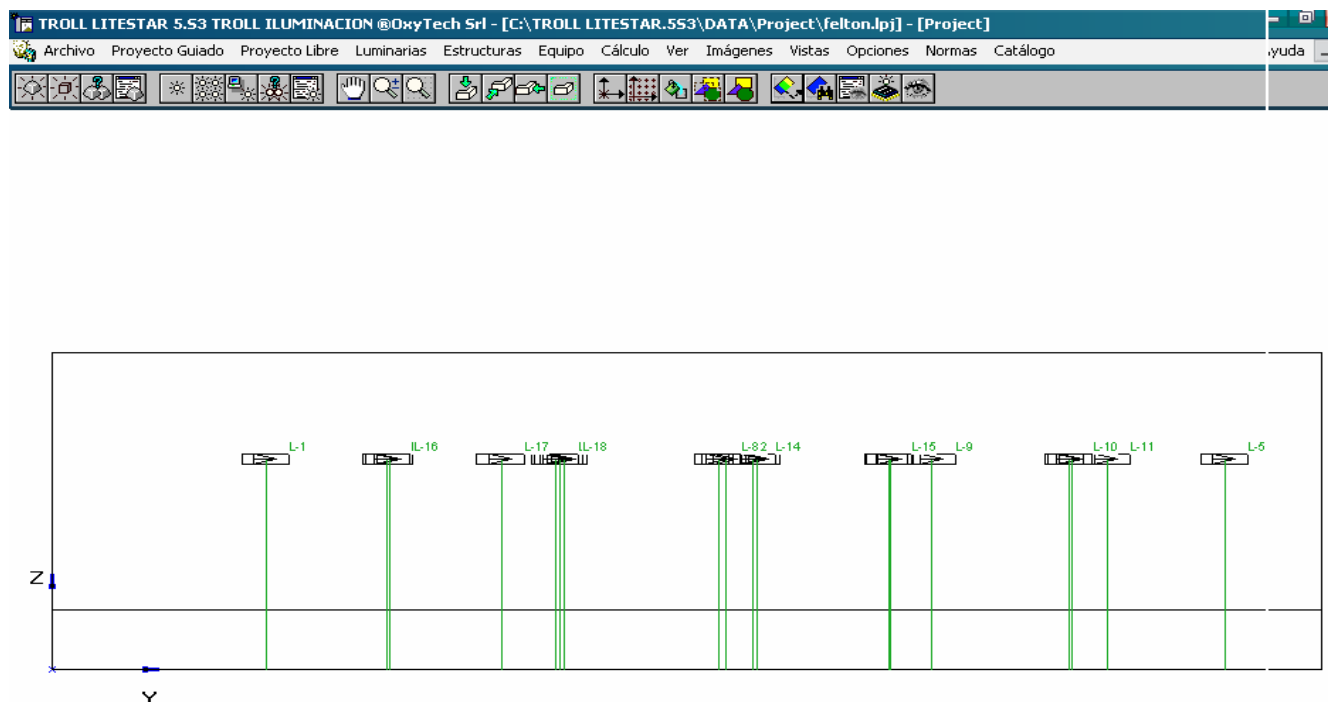 TROLL LITESTAR 5.S3 TROLL ILUMINACION ®OxyTech Srl - [C:\TROLL LITESTAR.5S3\DATA\Project\felton.lpj] - [Project]
Archivo Proyecto Guiado Proyecto Libre Luminarias Estructuras Equipo Cálculo Ver Imágenes Vistas Opciones Normas Catálogo yuda
L-1 IL-16 L-17 IL-18 L-82 L-14 L-15 L-9 L-10 L-11 L-5
Z
Y